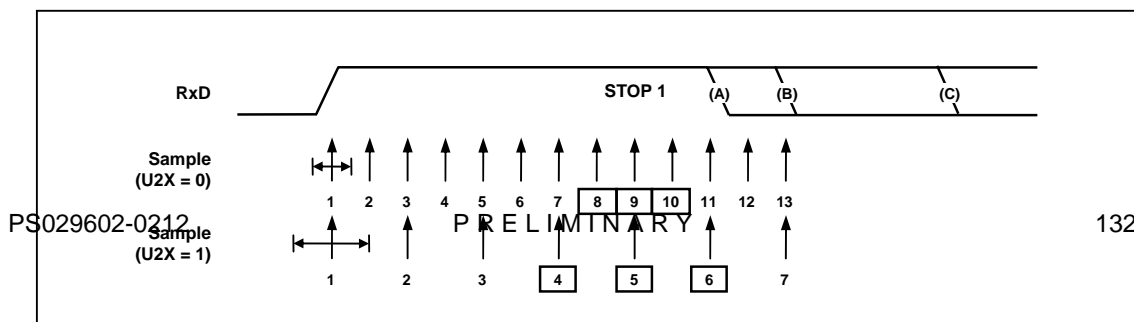 RxD STOP 1 (A) (B) (C)
Sample
(U2X = 0)
1 2 3 4 5 6 7 8 9 10 11 12 13
PS029602-0212 PRELIMINARY 132
Sample
(U2X = 1)
1 2 3 4 5 6 7